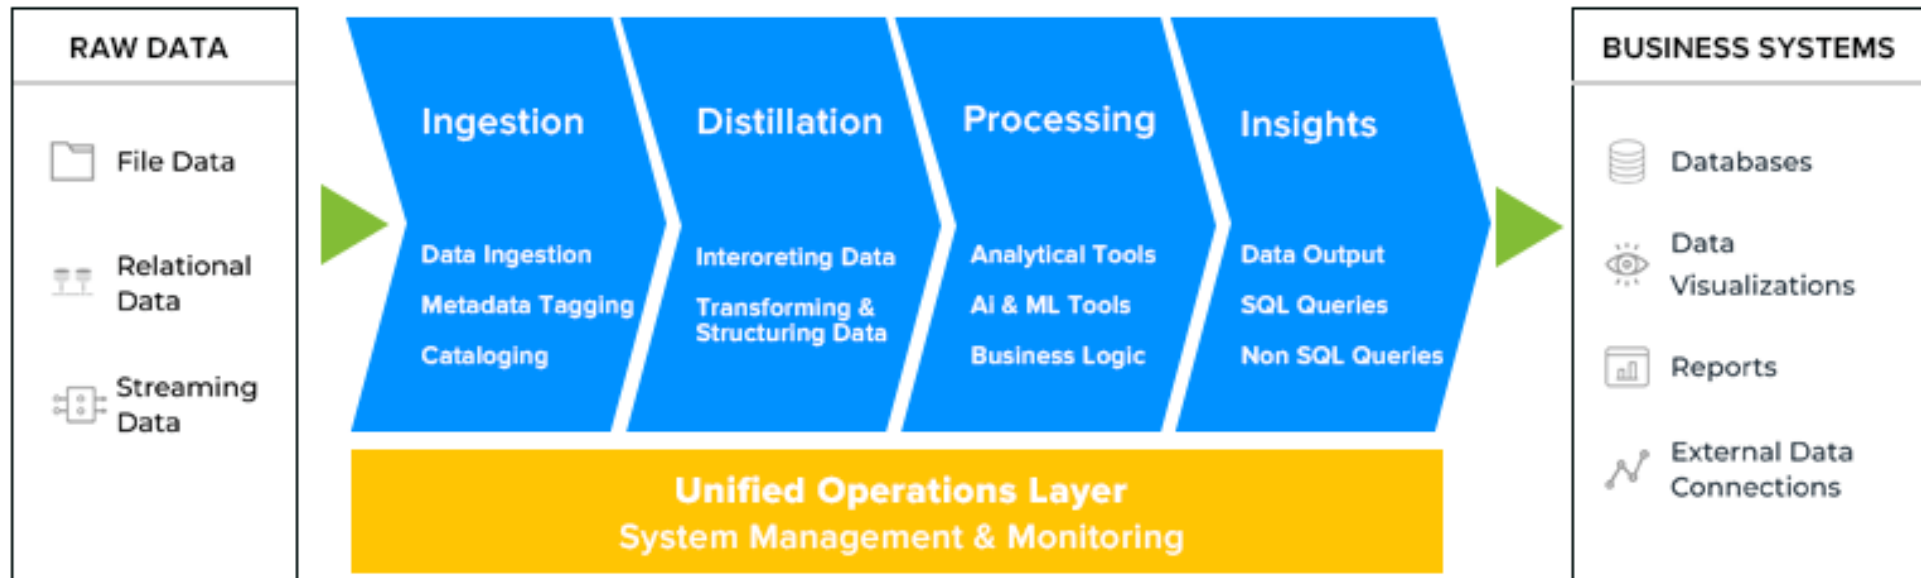 RAW DATA
File Data
Relational
Data
Streaming
Data
Ingestion
Data Ingestion
Metadata Tagging
Cataloging
Distillation
Interoreting Data
Transforming &
Structuring Data
Processing
Analytical Tools
Ai & ML Tools
Business Logic
Insights
Data Output
SQL Queries
Non SQL Queries
Unified Operations Layer
System Management & Monitoring
BUSINESS SYSTEMS
Databases
Data
Visualizations
Reports
External Data
Connections